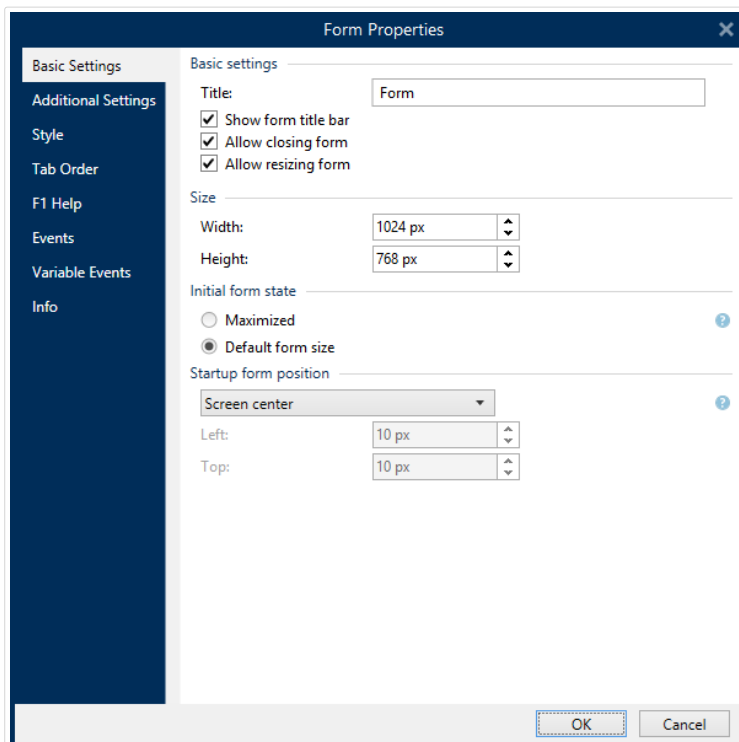 Form Properties
Basic Settings
Additional Settings
Style
Tab Order
F1 Help
Events
Variable Events
Info
Basic settings
Title: Form
Show form title bar
Allow closing form
Allow resizing form
Size
Width: 1024 px
Height: 768 px
Initial form state
Maximized ?
Default form size
Startup form position
Screen center ?
Left: 10 px
Top: 10 px
OK Cancel